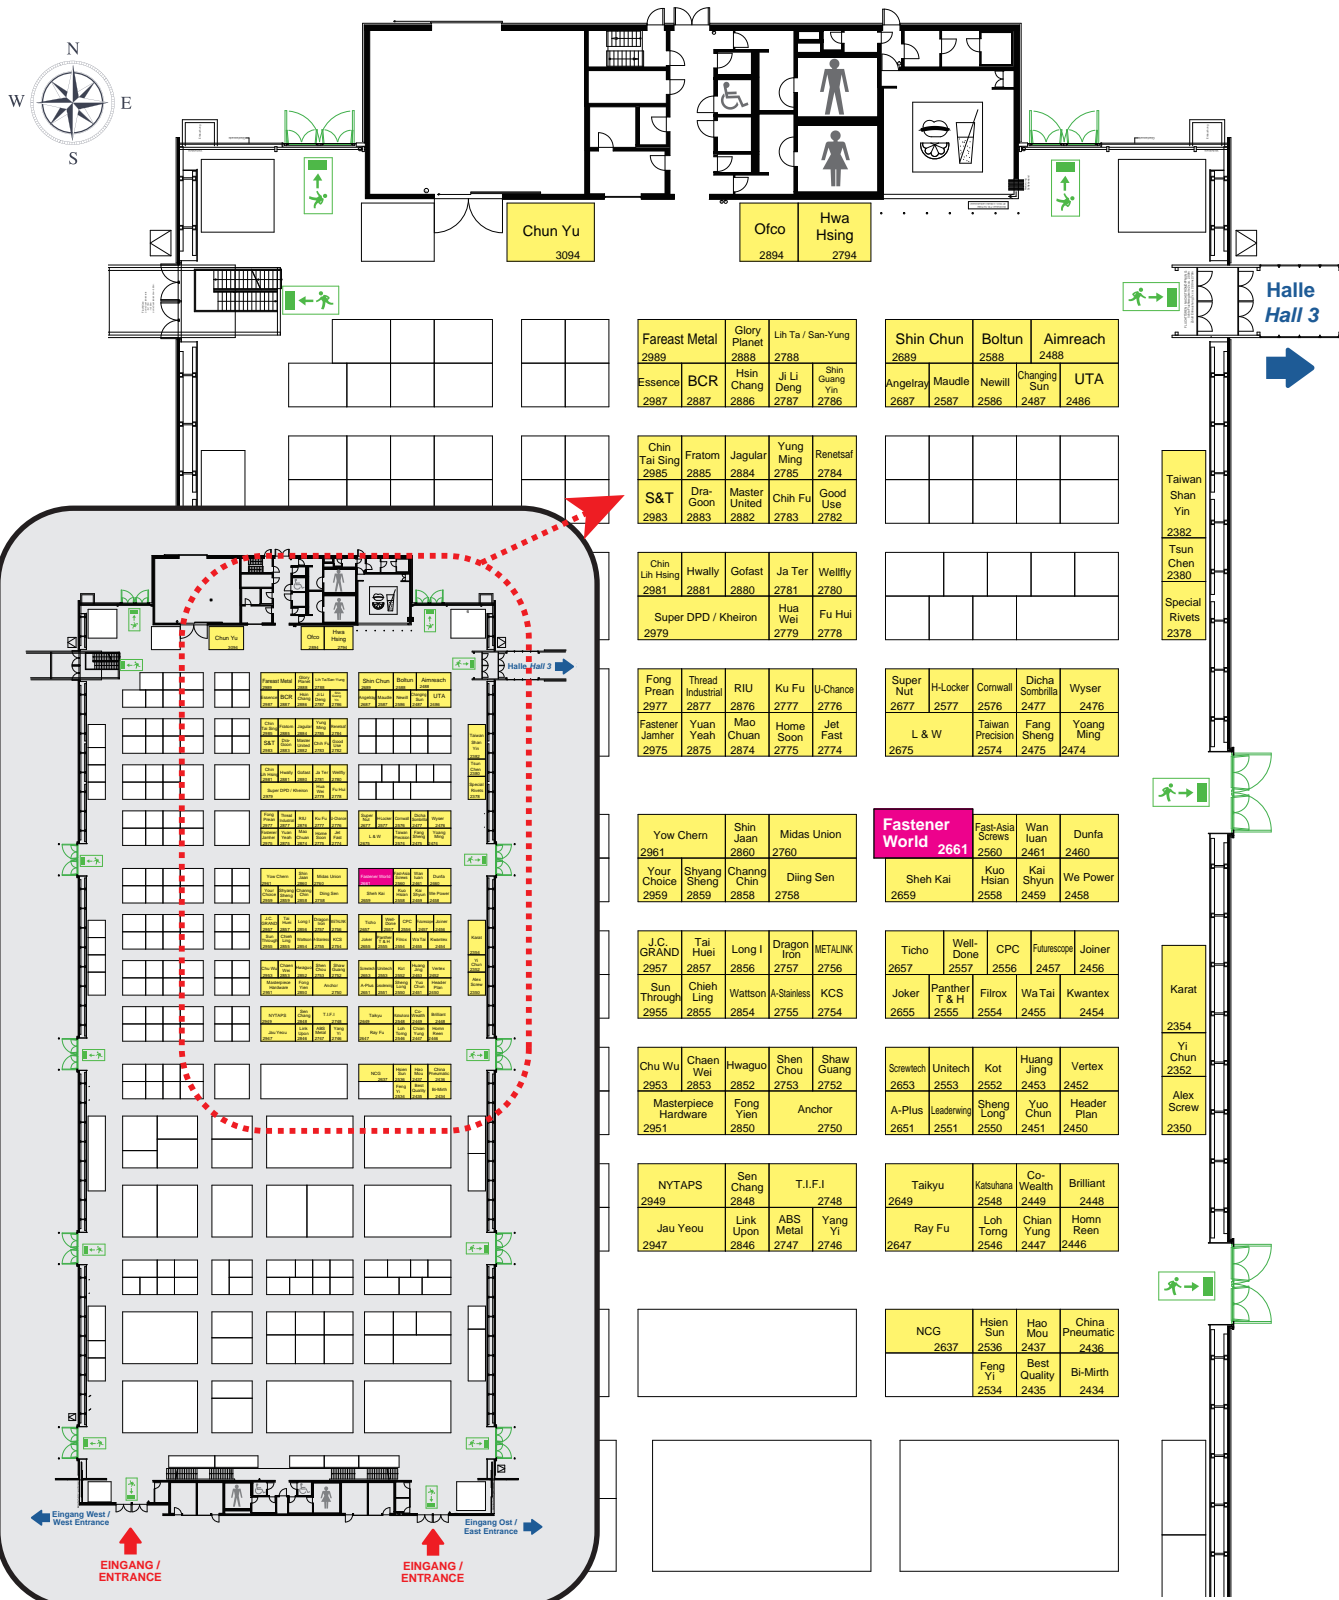 N
W
E
S
Chun Yu
3094
Ofco
2894
Hwa
Hsing
2794
Halle
Hall 3
Fareast Metal
2989
Glory
Planet
2888
Lih Ta / San-Yung
2788
Essence
2987
BCR
2887
Hsin
Chang
2886
Ji Li
Deng
2787
Shin
Guang
Yin
2786
Shin Chun
2689
Boltun
2588
Aimreach
2488
Angelray
2687
Maudle
2587
Newill
2586
Changing
Sun
2487
UTA
2486
Chin
Tai Sing
2985
Fratom
2885
Jagular
2884
Yung
Ming
2785
Renetsaf
2784
S&T
2983
Dra-
Goon
2883
Master
United
2882
Chih Fu
2783
Good
Use
2782
Taiwan
Shan
Yin
2382
Tsun
Chen
2380
Special
Rivets
2378
Chin
Lih Hsing
2981
Hwally
2881
Gofast
2880
Ja Ter
2781
Wellfly
2780
Super DPD / Kheiron
2979
Hua
Wei
2779
Fu Hui
2778
Fong
Prean
2977
Thread
Industrial
2877
RIU
2876
Ku Fu
2777
U-Chance
2776
Fastener
Jamher
2975
Yuan
Yeah
2875
Mao
Chuan
2874
Home
Soon
2775
Jet
Fast
2774
Super
Nut
2677
H-Locker
2577
Cornwall
2576
Dicha
Sombrilla
2477
Wyser
2476
L & W
2675
Taiwan
Precision
2574
Fang
Sheng
2475
Yoang
Ming
2474
Yow Chern
2961
Shin
Jaan
2860
Midas Union
2760
Your
Choice
2959
Shyang
Sheng
2859
Channg
Chin
2858
Diing Sen
2758
Fastener
World 2661
Fast-Asia
Screws
2560
Wan
Iuan
2461
Dunfa
2460
Sheh Kai
2659
Kuo
Hsian
2558
Kai
Shyun
2459
We Power
2458
J.C.
GRAND
2957
Tai
Huei
2857
Long I
2856
Dragon
Iron
2757
METALINK
2756
Sun
Through
2955
Chieh
Ling
2855
Wattson
2854
A-Stainless
2755
KCS
2754
Ticho
2657
Well-
Done
2557
CPC
2556
Futurescope
2457
Joiner
2456
Joker
2655
Panther
T & H
2555
Filrox
2554
Wa Tai
2455
Kwantex
2454
Karat
2354
Yi
Chun
2352
Alex
Screw
2350
Chu Wu
2953
Chaen
Wei
2853
Hwaguo
2852
Shen
Chou
2753
Shaw
Guang
2752
Masterpiece
Hardware
2951
Fong
Yien
2850
Anchor
2750
Screwtech
2653
Unitech
2553
Kot
2552
Huang
Jing
2453
Vertex
2452
A-Plus
2651
Leaderwing
2551
Sheng
Long
2550
Yuo
Chun
2451
Header
Plan
2450
NYTAPS
2949
Sen
Chang
2848
T.I.F.I
2748
Jau Yeou
2947
Link
Upon
2846
ABS
Metal
2747
Yang
Yi
2746
Taikyu
2649
Katsuhana
2548
Co-
Wealth
2449
Brilliant
2448
Ray Fu
2647
Loh
Torng
2546
Chian
Yung
2447
Homn
Reen
2446
NCG
2637
Hsien
Sun
2536
Hao
Mou
2437
China
Pneumatic
2436
Feng
Yi
2534
Best
Quality
2435
Bi-Mirth
2434
Halle Hall 3
Eingang West /
West Entrance
Eingang Ost /
East Entrance
EINGANG /
ENTRANCE
EINGANG /
ENTRANCE